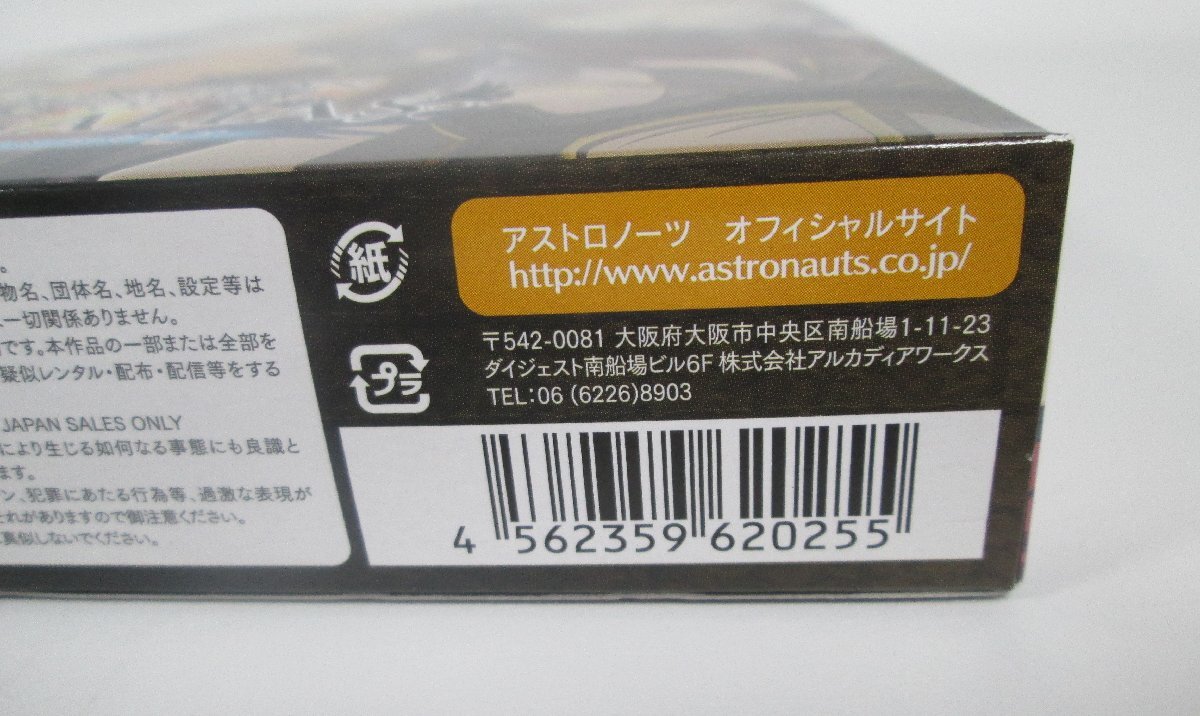 物名、団体名、地名、設定等は
一切関係ありません。
です。本作品の一部または全部を
疑似レンタル・配布・配信等をする
JAPAN SALES ONLY
により生じる如何なる事態にも良識と
ます。
ン、犯罪にあたる行為等、過激な表現が
それがありますので御注意ください。
真似しないでください。
紙
プラ
アストロノーツ オフィシャルサイト
http://www.astronauts.co.jp/
〒542-0081 大阪府大阪市中央区南船場1-11-23
ダイジェスト南船場ビル6F 株式会社アルカディアワークス
TEL:06 (6226)8903
4 562359 620255